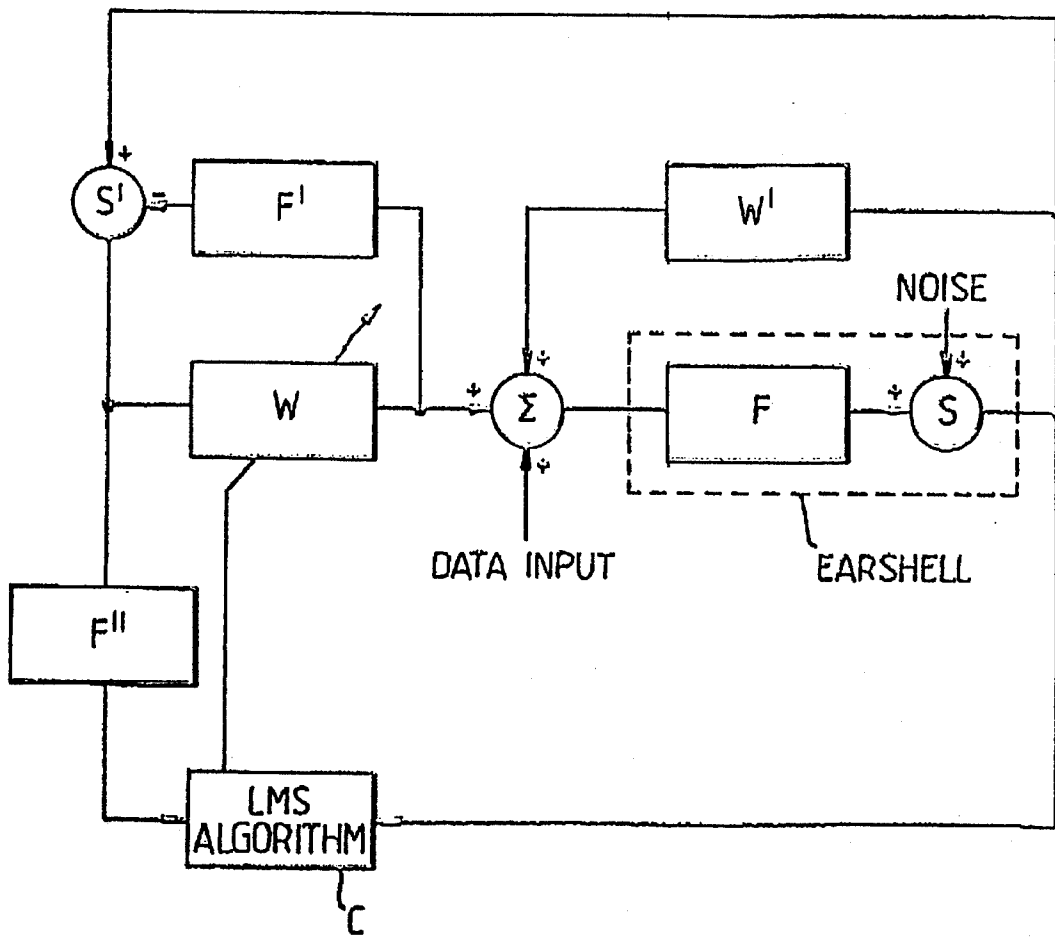 S'
+
-
F'
W'
NOISE
W
+
+
Σ
+
F
+
+
S
DATA INPUT
EARSHELL
F''
LMS
ALGORITHM
C